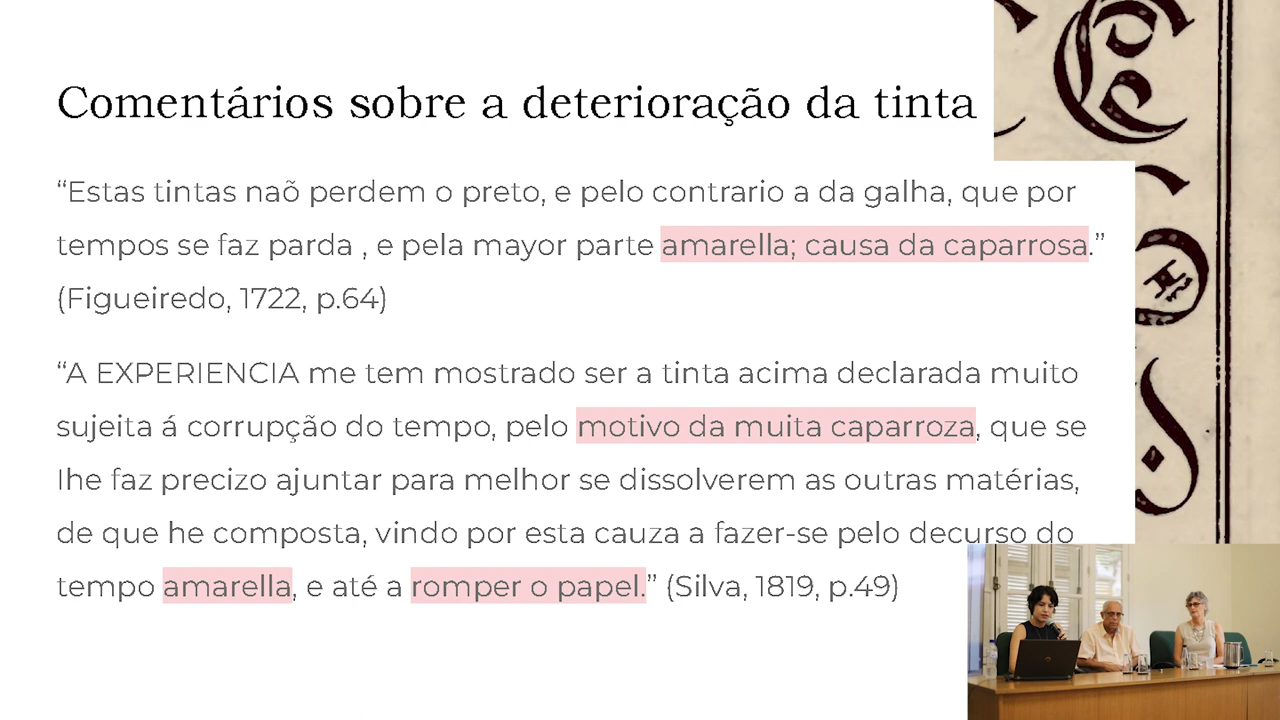 Comentários sobre a deterioração da tinta
“Estas tintas naõ perdem o preto, e pelo contrario a da galha, que por
tempos se faz parda , e pela mayor parte amarella; causa da caparrosa.”
(Figueiredo, 1722, p.64)
“A EXPERIENCIA me tem mostrado ser a tinta acima declarada muito
sujeita á corrupção do tempo, pelo motivo da muita caparroza, que se
lhe faz precizo ajuntar para melhor se dissolverem as outras matérias,
de que he composta, vindo por esta cauza a fazer-se pelo decurso do
tempo amarella, e até a romper o papel.” (Silva, 1819, p.49)